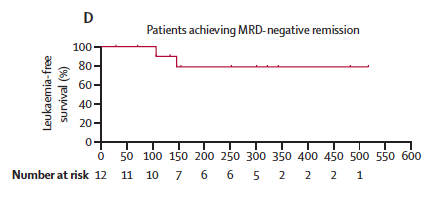 D
Patients achieving MRD-negative remission
Leukaemia-free
survival (%)
100
80
60
40
20
0
0 50 100 150 200 250 300 350 400 450 500 550 600
Number at risk 12 11 10 7 6 6 5 2 2 2 1